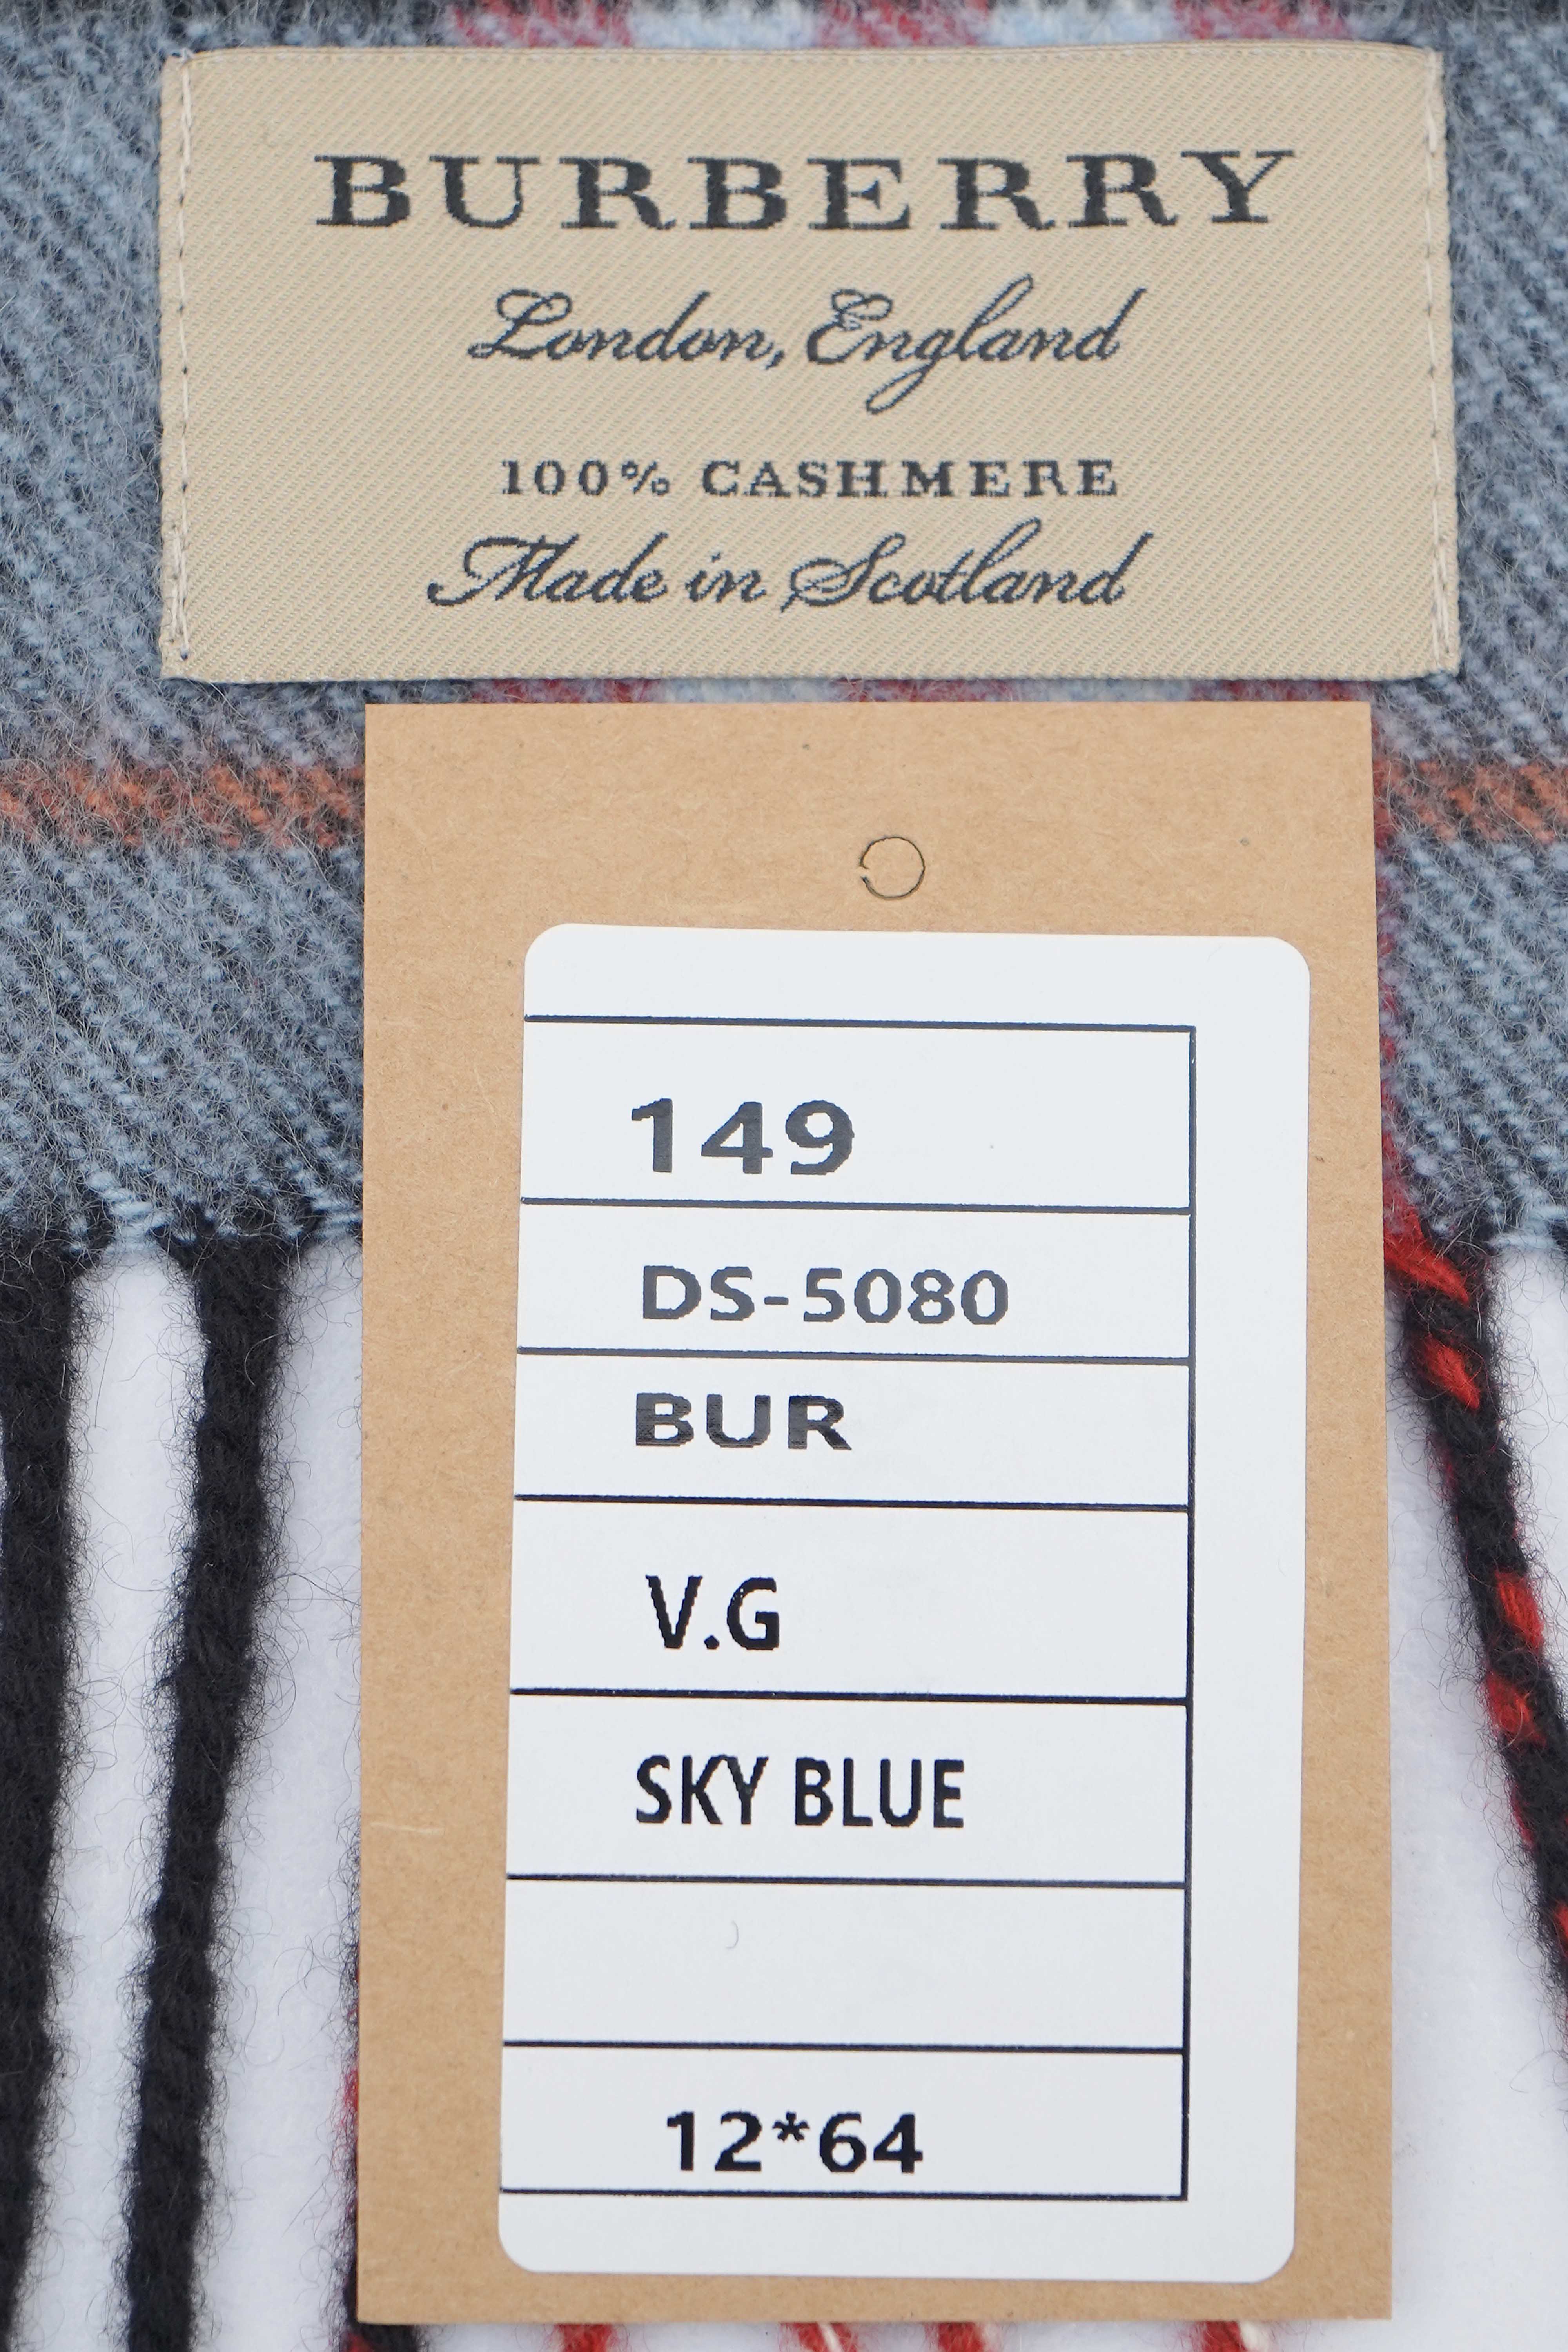 BURBERRY
London, England
100% CASHMERE
Made in Scotland
149
DS-5080
BUR
V.G
SKY BLUE
12*64